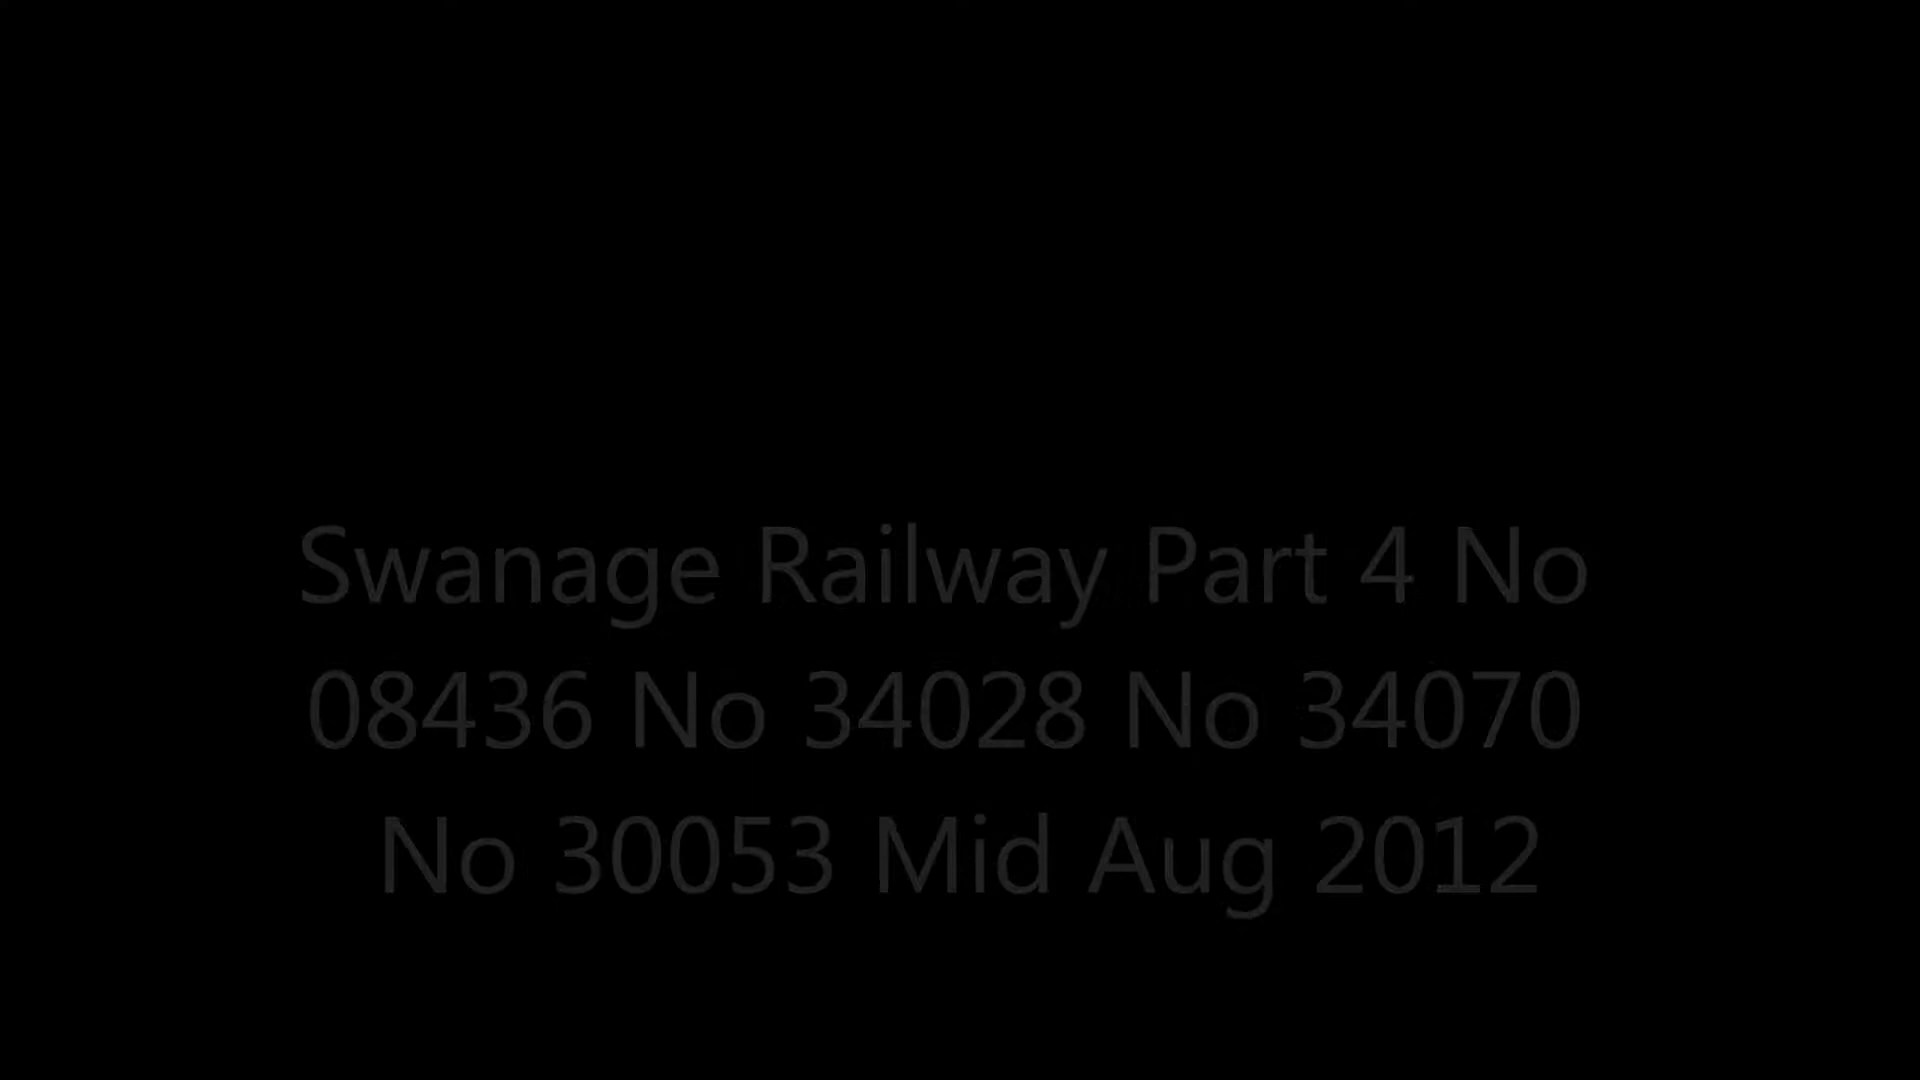 Swanage Railway Part 4 No
08436 No 34028 No 34070
No 30053 Mid Aug 2012